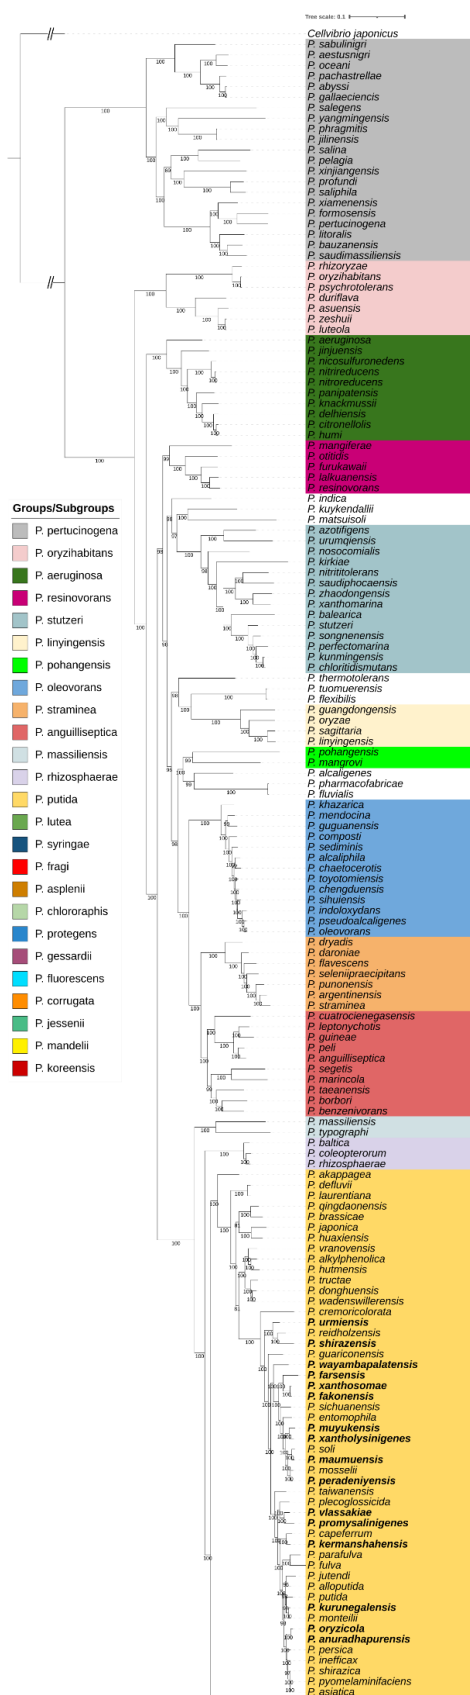 Tree scale: 0.1
Cellvibrio japonicus
P. sabulinigri
P. aestusnigri
P. oceani
P. pachastrellae
P. abyssi
P. gallaeciencis
P. salegens
P. yangmingensis
P. phragmitis
P. jilinensis
P. salina
P. pelagia
P. xinjiangensis
P. profundi
P. saliphila
P. xiamenensis
P. formosensis
P. pertucinogena
P. litoralis
P. bauzanensis
P. saudimassiliensis
P. rhizoryzae
P. oryzihabitans
P. psychrotolerans
P. duriflava
P. asuensis
P. zeshuii
P. luteola
P. aeruginosa
P. jinjuensis
P. nicosulfuronedens
P. nitrireducens
P. nitroreducens
P. panipatensis
P. knackmussii
P. delhiensis
P. citronellolis
P. humi
P. mangiferae
P. otitidis
P. furukawaii
P. lalkuanensis
P. resinovorans
P. indica
P. kuykendallii
P. matsuisoli
P. azotifigens
P. urumqiensis
P. nosocomialis
P. kirkiae
P. nitrititolerans
P. saudiphocaensis
P. zhaodongensis
P. xanthomarina
P. balearica
P. stutzeri
P. songnenensis
P. perfectomarina
P. kunmingensis
P. chloritidismutans
P. thermotolerans
P. tuomuerensis
P. flexibilis
P. guangdongensis
P. oryzae
P. sagittaria
P. linyingensis
P. pohangensis
P. mangrovi
P. alcaligenes
P. pharmacofabricae
P. fluvialis
P. khazarica
P. mendocina
P. guguanensis
P. composti
P. sediminis
P. alcaliphila
P. chaetocerotis
P. toyotomiensis
P. chengduensis
P. sihuiensis
P. indoloxydans
P. pseudoalcaligenes
P. oleovorans
P. dryadis
P. daroniae
P. flavescens
P. seleniipraecipitans
P. punonensis
P. argentinensis
P. straminea
P. cuatrocienegasensis
P. leptonychotis
P. guineae
P. peli
P. anguilliseptica
P. segetis
P. marincola
P. taeanensis
P. borbori
P. benzenivorans
P. massiliensis
P. typographi
P. baltica
P. coleopterorum
P. rhizosphaerae
P. akappagea
P. defluvii
P. laurentiana
P. qingdaonensis
P. brassicae
P. japonica
P. huaxiensis
P. vranovensis
P. alkylphenolica
P. hutmensis
P. tructae
P. donghuensis
P. wadenswillerensis
P. cremoricolorata
P. urmiensis
P. reidholzensis
P. shirazensis
P. guariconensis
P. wayambapalatensis
P. farsensis
P. xanthosomae
P. fakonensis
P. sichuanensis
P. entomophila
P. muyukensis
P. xantholysinigenes
P. soli
P. maumuensis
P. mosselii
P. peradeniyensis
P. taiwanensis
P. plecoglossicida
P. vlassakiae
P. promysalinigenes
P. capeferrum
P. kermanshahensis
P. parafulva
P. fulva
P. jutendi
P. alloputida
P. putida
P. kurunegalensis
P. monteilii
P. oryzicola
P. anuradhapurensis
P. persica
P. inefficax
P. shirazica
P. pyomelaminifaciens
P. asiatica
Groups/Subgroups
P. pertucinogena
P. oryzihabitans
P. aeruginosa
P. resinovorans
P. stutzeri
P. linyingensis
P. pohangensis
P. oleovorans
P. straminea
P. anguilliseptica
P. massiliensis
P. rhizosphaerae
P. putida
P. lutea
P. syringae
P. fragi
P. asplenii
P. chlororaphis
P. protegens
P. gessardii
P. fluorescens
P. corrugata
P. jessenii
P. mandelii
P. koreensis